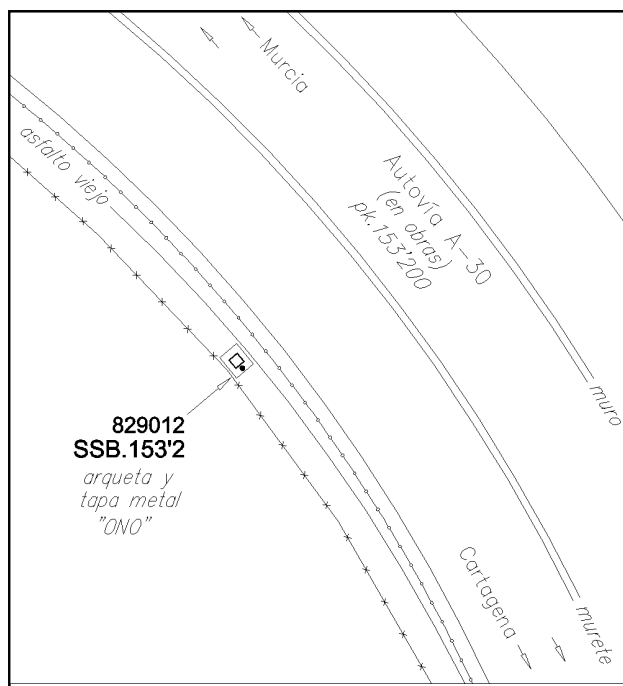 Murcia
asfalto viejo
Autovía A-30
(en obras)
pk.153'200
muro
829012
SSB.153'2
arqueta y
tapa metal
"ONO"
Cartagena
murete